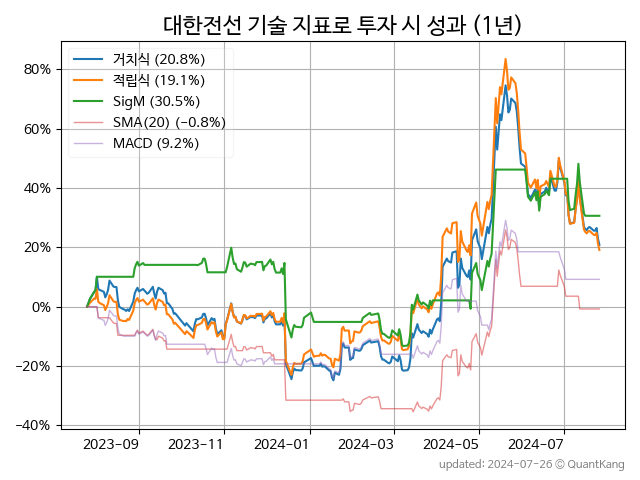 대한전선 기술 지표로 투자 시 성과 (1년)
거치식 (20.8%)
적립식 (19.1%)
SigM (30.5%)
SMA(20) (−0.8%)
MACD (9.2%)
80%
60%
40%
20%
0%
−20%
−40%
2023-09 2023-11 2024-01 2024-03 2024-05 2024-07
updated: 2024-07-26 © QuantKang